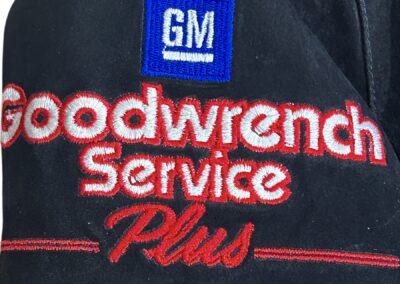 GM
Goodwrench
Service
Plus